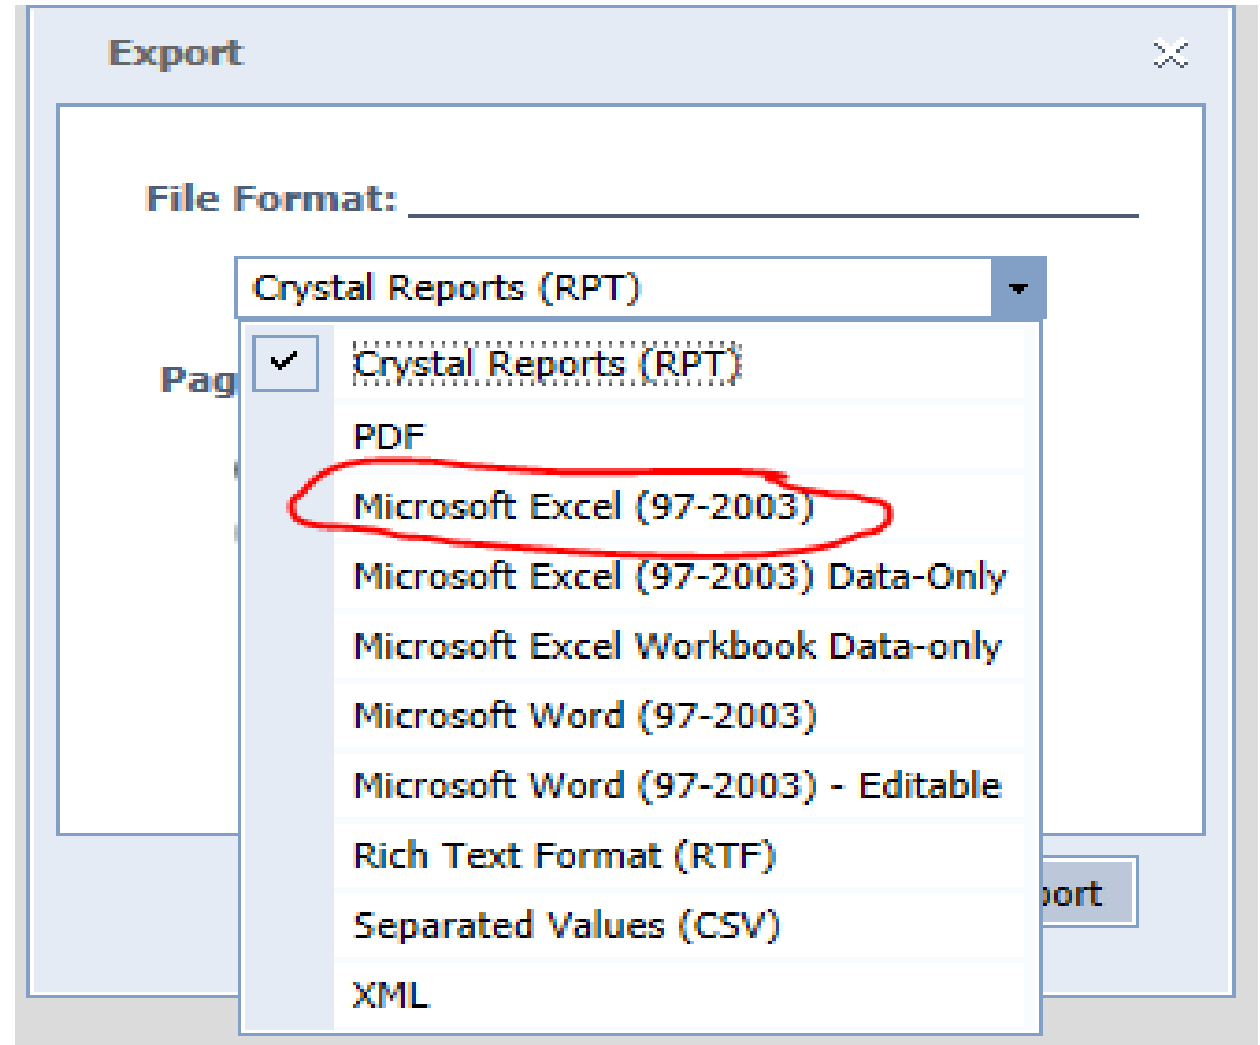 Export
File Format:
Crystal Reports (RPT)
Crystal Reports (RPT)
Pag
PDF
Microsoft Excel (97-2003)
Microsoft Excel (97-2003) Data-Only
Microsoft Excel Workbook Data-only
Microsoft Word (97-2003)
Microsoft Word (97-2003) - Editable
Rich Text Format (RTF)
port
Separated Values (CSV)
XML